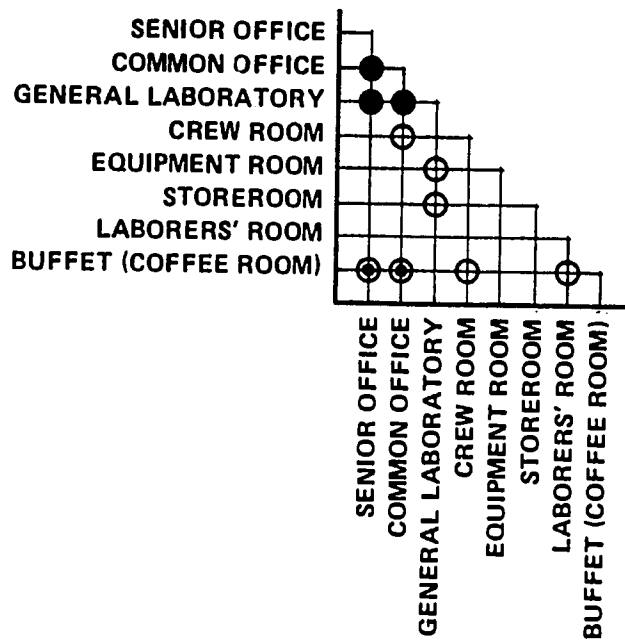 SENIOR OFFICE
COMMON OFFICE
GENERAL LABORATORY
CREW ROOM
EQUIPMENT ROOM
STOREROOM
LABORERS' ROOM
BUFFET (COFFEE ROOM)
SENIOR OFFICE
COMMON OFFICE
GENERAL LABORATORY
CREW ROOM
EQUIPMENT ROOM
STOREROOM
LABORERS' ROOM
BUFFET (COFFEE ROOM)